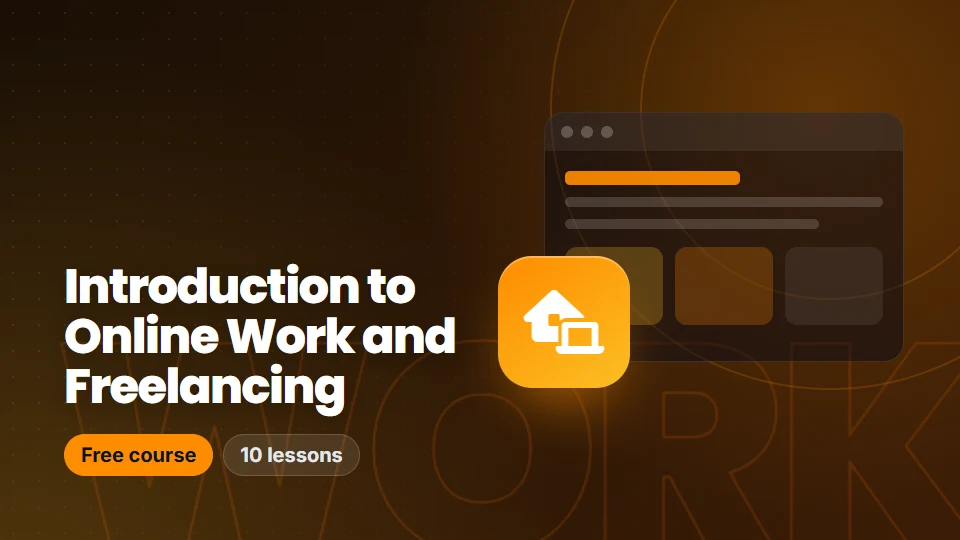 Introduction to
Online Work and
Freelancing
Free course
10 lessons
WORK